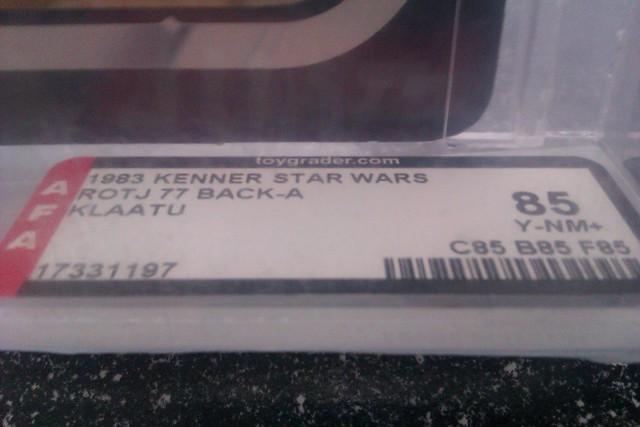 toygrader.com
AFA
1983 KENNER STAR WARS
ROTJ 77 BACK-A
KLAATU
85
Y-NM+
C85 B85 F85
17331197